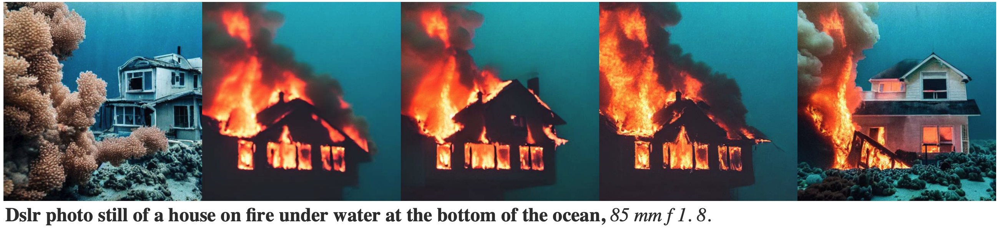 Dslr photo still of a house on fire under water at the bottom of the ocean, 85 mm f 1. 8.